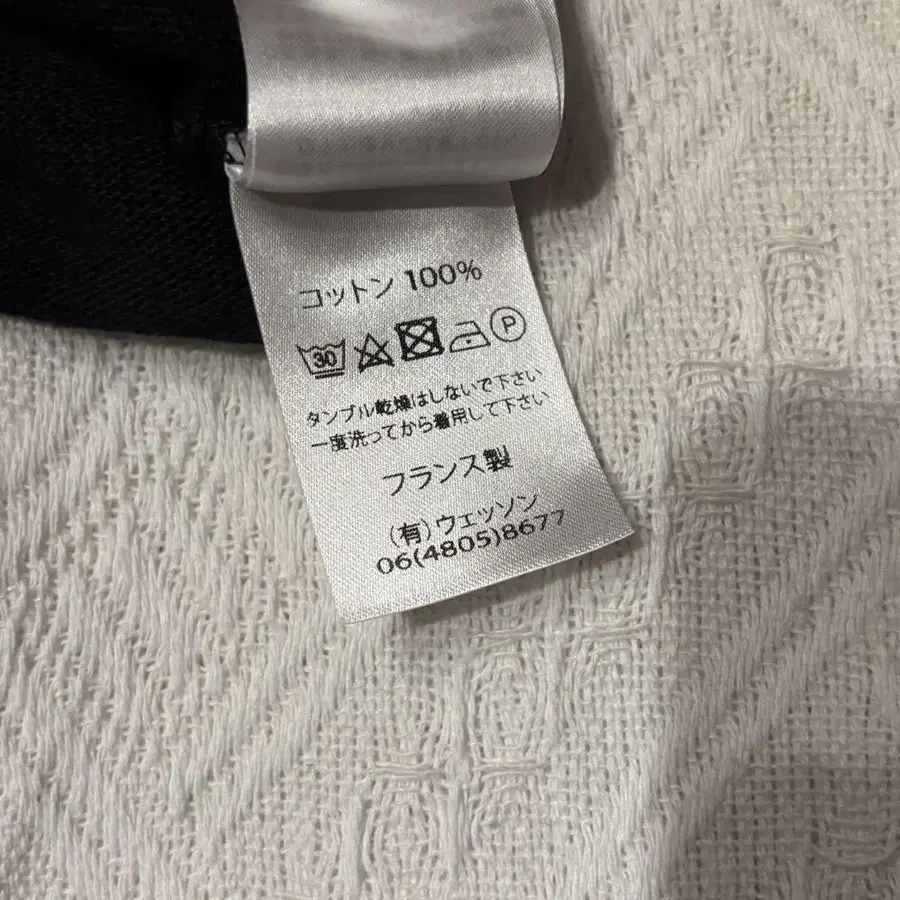 コットン 100%
30 P
タンブル乾燥はしないで下さい
一度洗ってから着用して下さい
フランス製
(有) ウェッソン
06(4805)8677